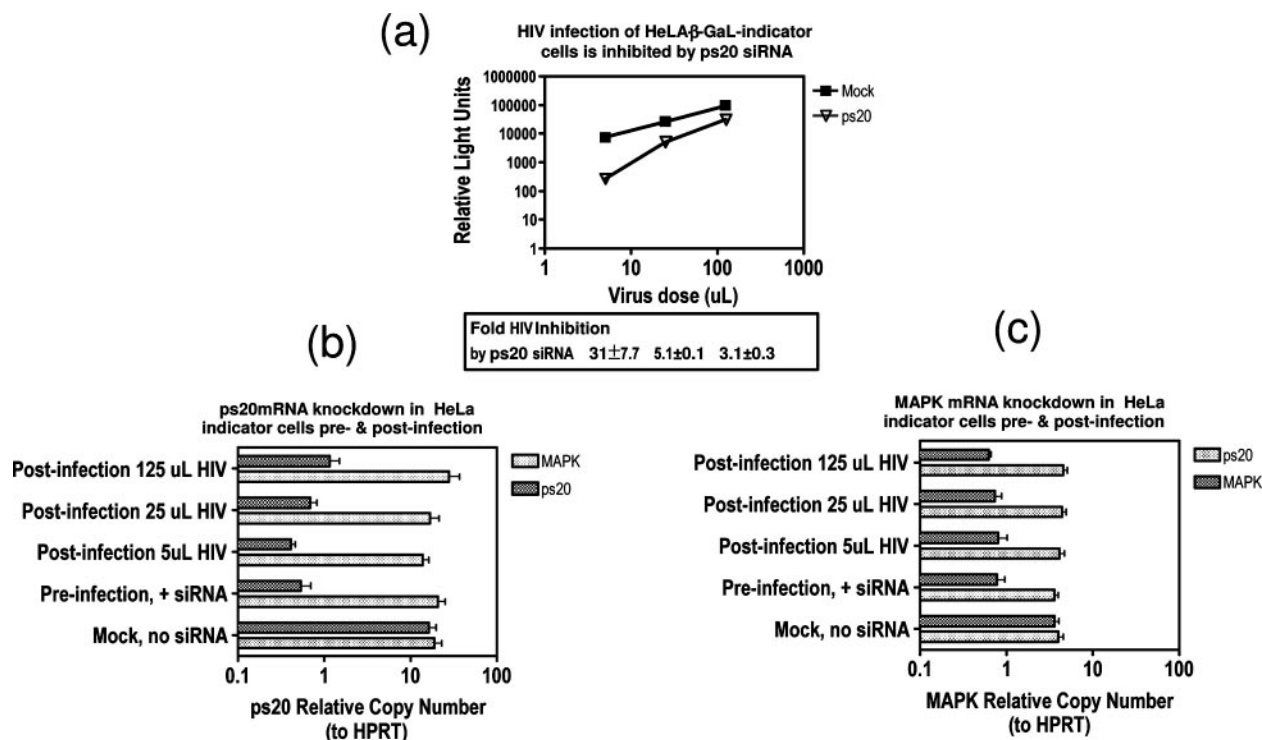 (a)
HIV infection of HeLAβ-GaL-indicator
cells is inhibited by ps20 siRNA
Relative Light Units
1000000
100000
10000
1000
100
10
1
1 10 100 1000
Virus dose (uL)
Mock
ps20
Fold HIV Inhibition
by ps20 siRNA 31±7.7 5.1±0.1 3.1±0.3
(b)
ps20mRNA knockdown in HeLa
indicator cells pre- & post-infection
Post-infection 125 uL HIV
Post-infection 25 uL HIV
Post-infection 5uL HIV
Pre-infection, + siRNA
Mock, no siRNA
0.1 1 10 100
ps20 Relative Copy Number
(to HPRT)
MAPK
ps20
(c)
MAPK mRNA knockdown in HeLa
indicator cells pre- & post-infection
Post-infection 125 uL HIV
Post-infection 25 uL HIV
Post-infection 5uL HIV
Pre-infection, + siRNA
Mock, no siRNA
0.1 1 10 100
MAPK Relative Copy Number
(to HPRT)
ps20
MAPK